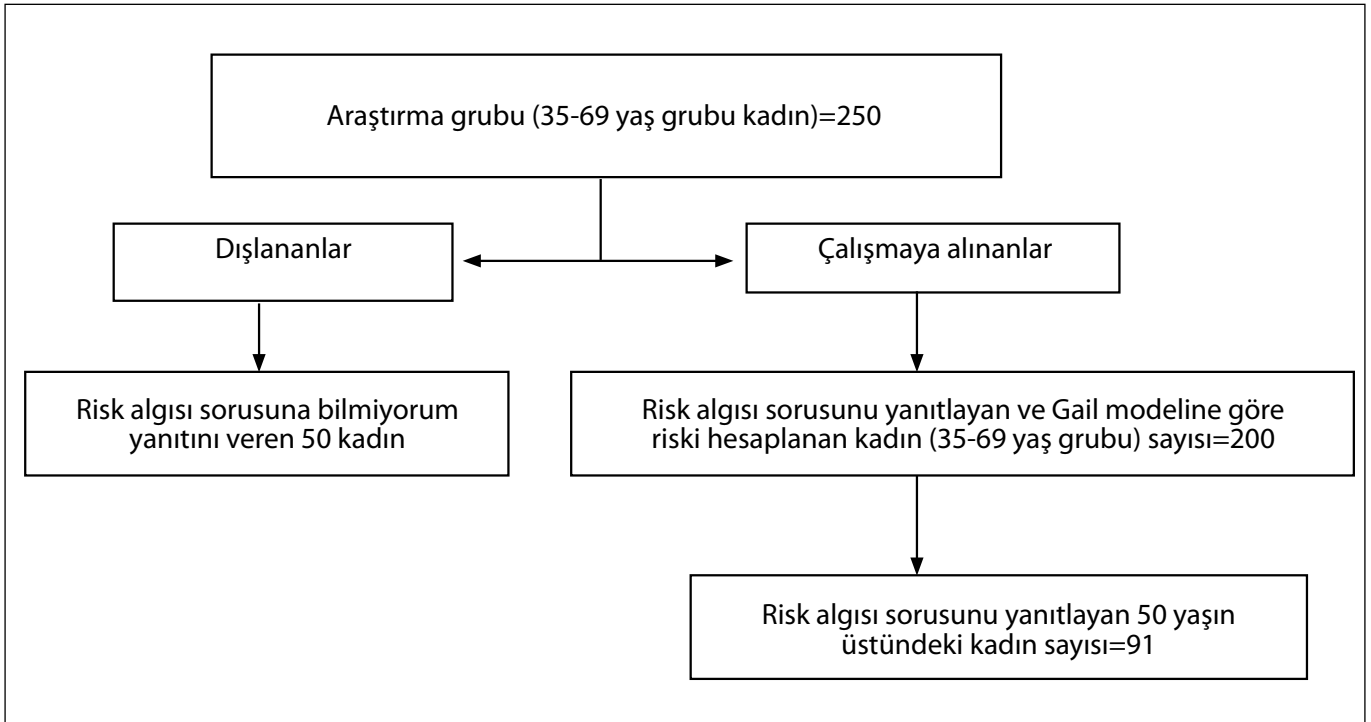 Araştırma grubu (35-69 yaş grubu kadın)=250
Dışlananlar
Çalışmaya alınanlar
Risk algısı sorusuna bilmiyorum
yanıtını veren 50 kadın
Risk algısı sorusunu yanıtlayan ve Gail modeline göre
riski hesaplanan kadın (35-69 yaş grubu) sayısı=200
Risk algısı sorusunu yanıtlayan 50 yaşın
üstündeki kadın sayısı=91